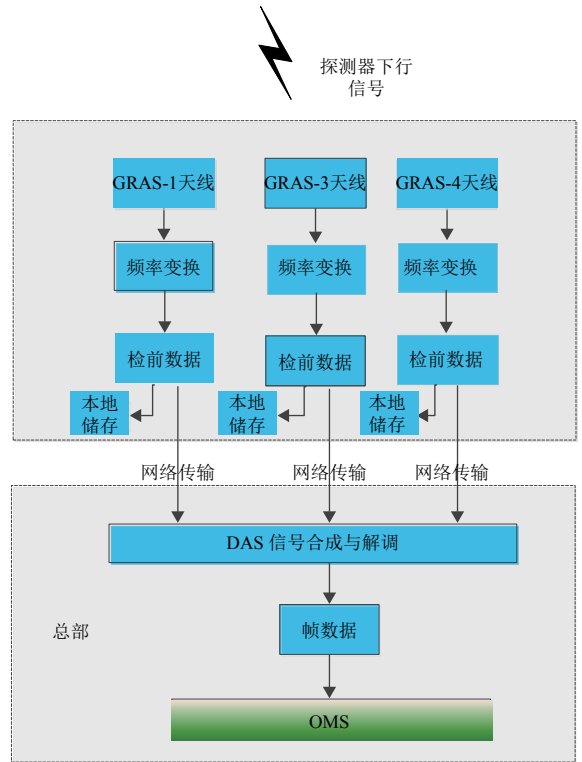 探测器下行
信号
GRAS-1天线
GRAS-3天线
GRAS-4天线
频率变换
频率变换
频率变换
检前数据
检前数据
检前数据
本地
储存
本地
储存
本地
储存
网络传输
网络传输
网络传输
DAS 信号合成与解调
总部
帧数据
OMS